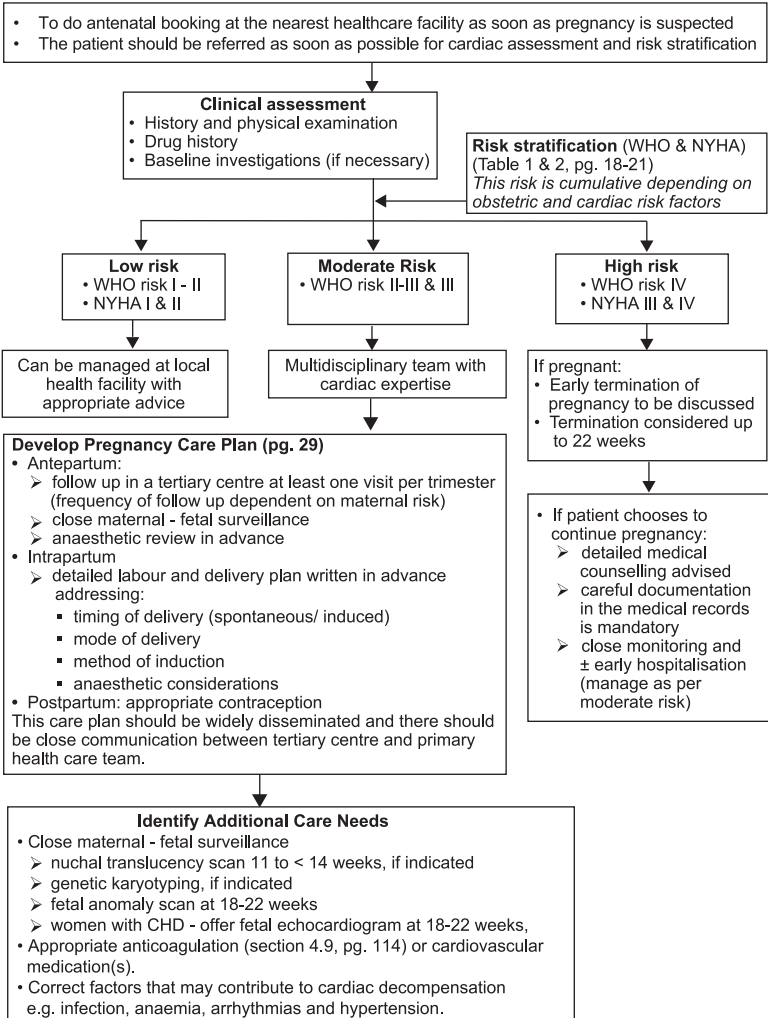 • To do antenatal booking at the nearest healthcare facility as soon as pregnancy is suspected
• The patient should be referred as soon as possible for cardiac assessment and risk stratification
Clinical assessment
• History and physical examination
• Drug history
• Baseline investigations (if necessary)
Risk stratification (WHO & NYHA)
(Table 1 & 2, pg. 18-21)
This risk is cumulative depending on
obstetric and cardiac risk factors
Low risk
• WHO risk I - II
• NYHA I & II
Moderate Risk
• WHO risk II-III & III
High risk
• WHO risk IV
• NYHA III & IV
Can be managed at local
health facility with
appropriate advice
Multidisciplinary team with
cardiac expertise
If pregnant:
• Early termination of
pregnancy to be discussed
• Termination considered up
to 22 weeks
Develop Pregnancy Care Plan (pg. 29)
• Antepartum:
➢ follow up in a tertiary centre at least one visit per trimester
(frequency of follow up dependent on maternal risk)
➢ close maternal - fetal surveillance
➢ anaesthetic review in advance
• Intrapartum
➢ detailed labour and delivery plan written in advance
addressing:
▪ timing of delivery (spontaneous/ induced)
▪ mode of delivery
▪ method of induction
▪ anaesthetic considerations
• Postpartum: appropriate contraception
This care plan should be widely disseminated and there should
be close communication between tertiary centre and primary
health care team.
• If patient chooses to
continue pregnancy:
➢ detailed medical
counselling advised
➢ careful documentation
in the medical records
is mandatory
➢ close monitoring and
± early hospitalisation
(manage as per
moderate risk)
Identify Additional Care Needs
• Close maternal - fetal surveillance
➢ nuchal translucency scan 11 to < 14 weeks, if indicated
➢ genetic karyotyping, if indicated
➢ fetal anomaly scan at 18-22 weeks
➢ women with CHD - offer fetal echocardiogram at 18-22 weeks,
• Appropriate anticoagulation (section 4.9, pg. 114) or cardiovascular
medication(s).
• Correct factors that may contribute to cardiac decompensation
e.g. infection, anaemia, arrhythmias and hypertension.